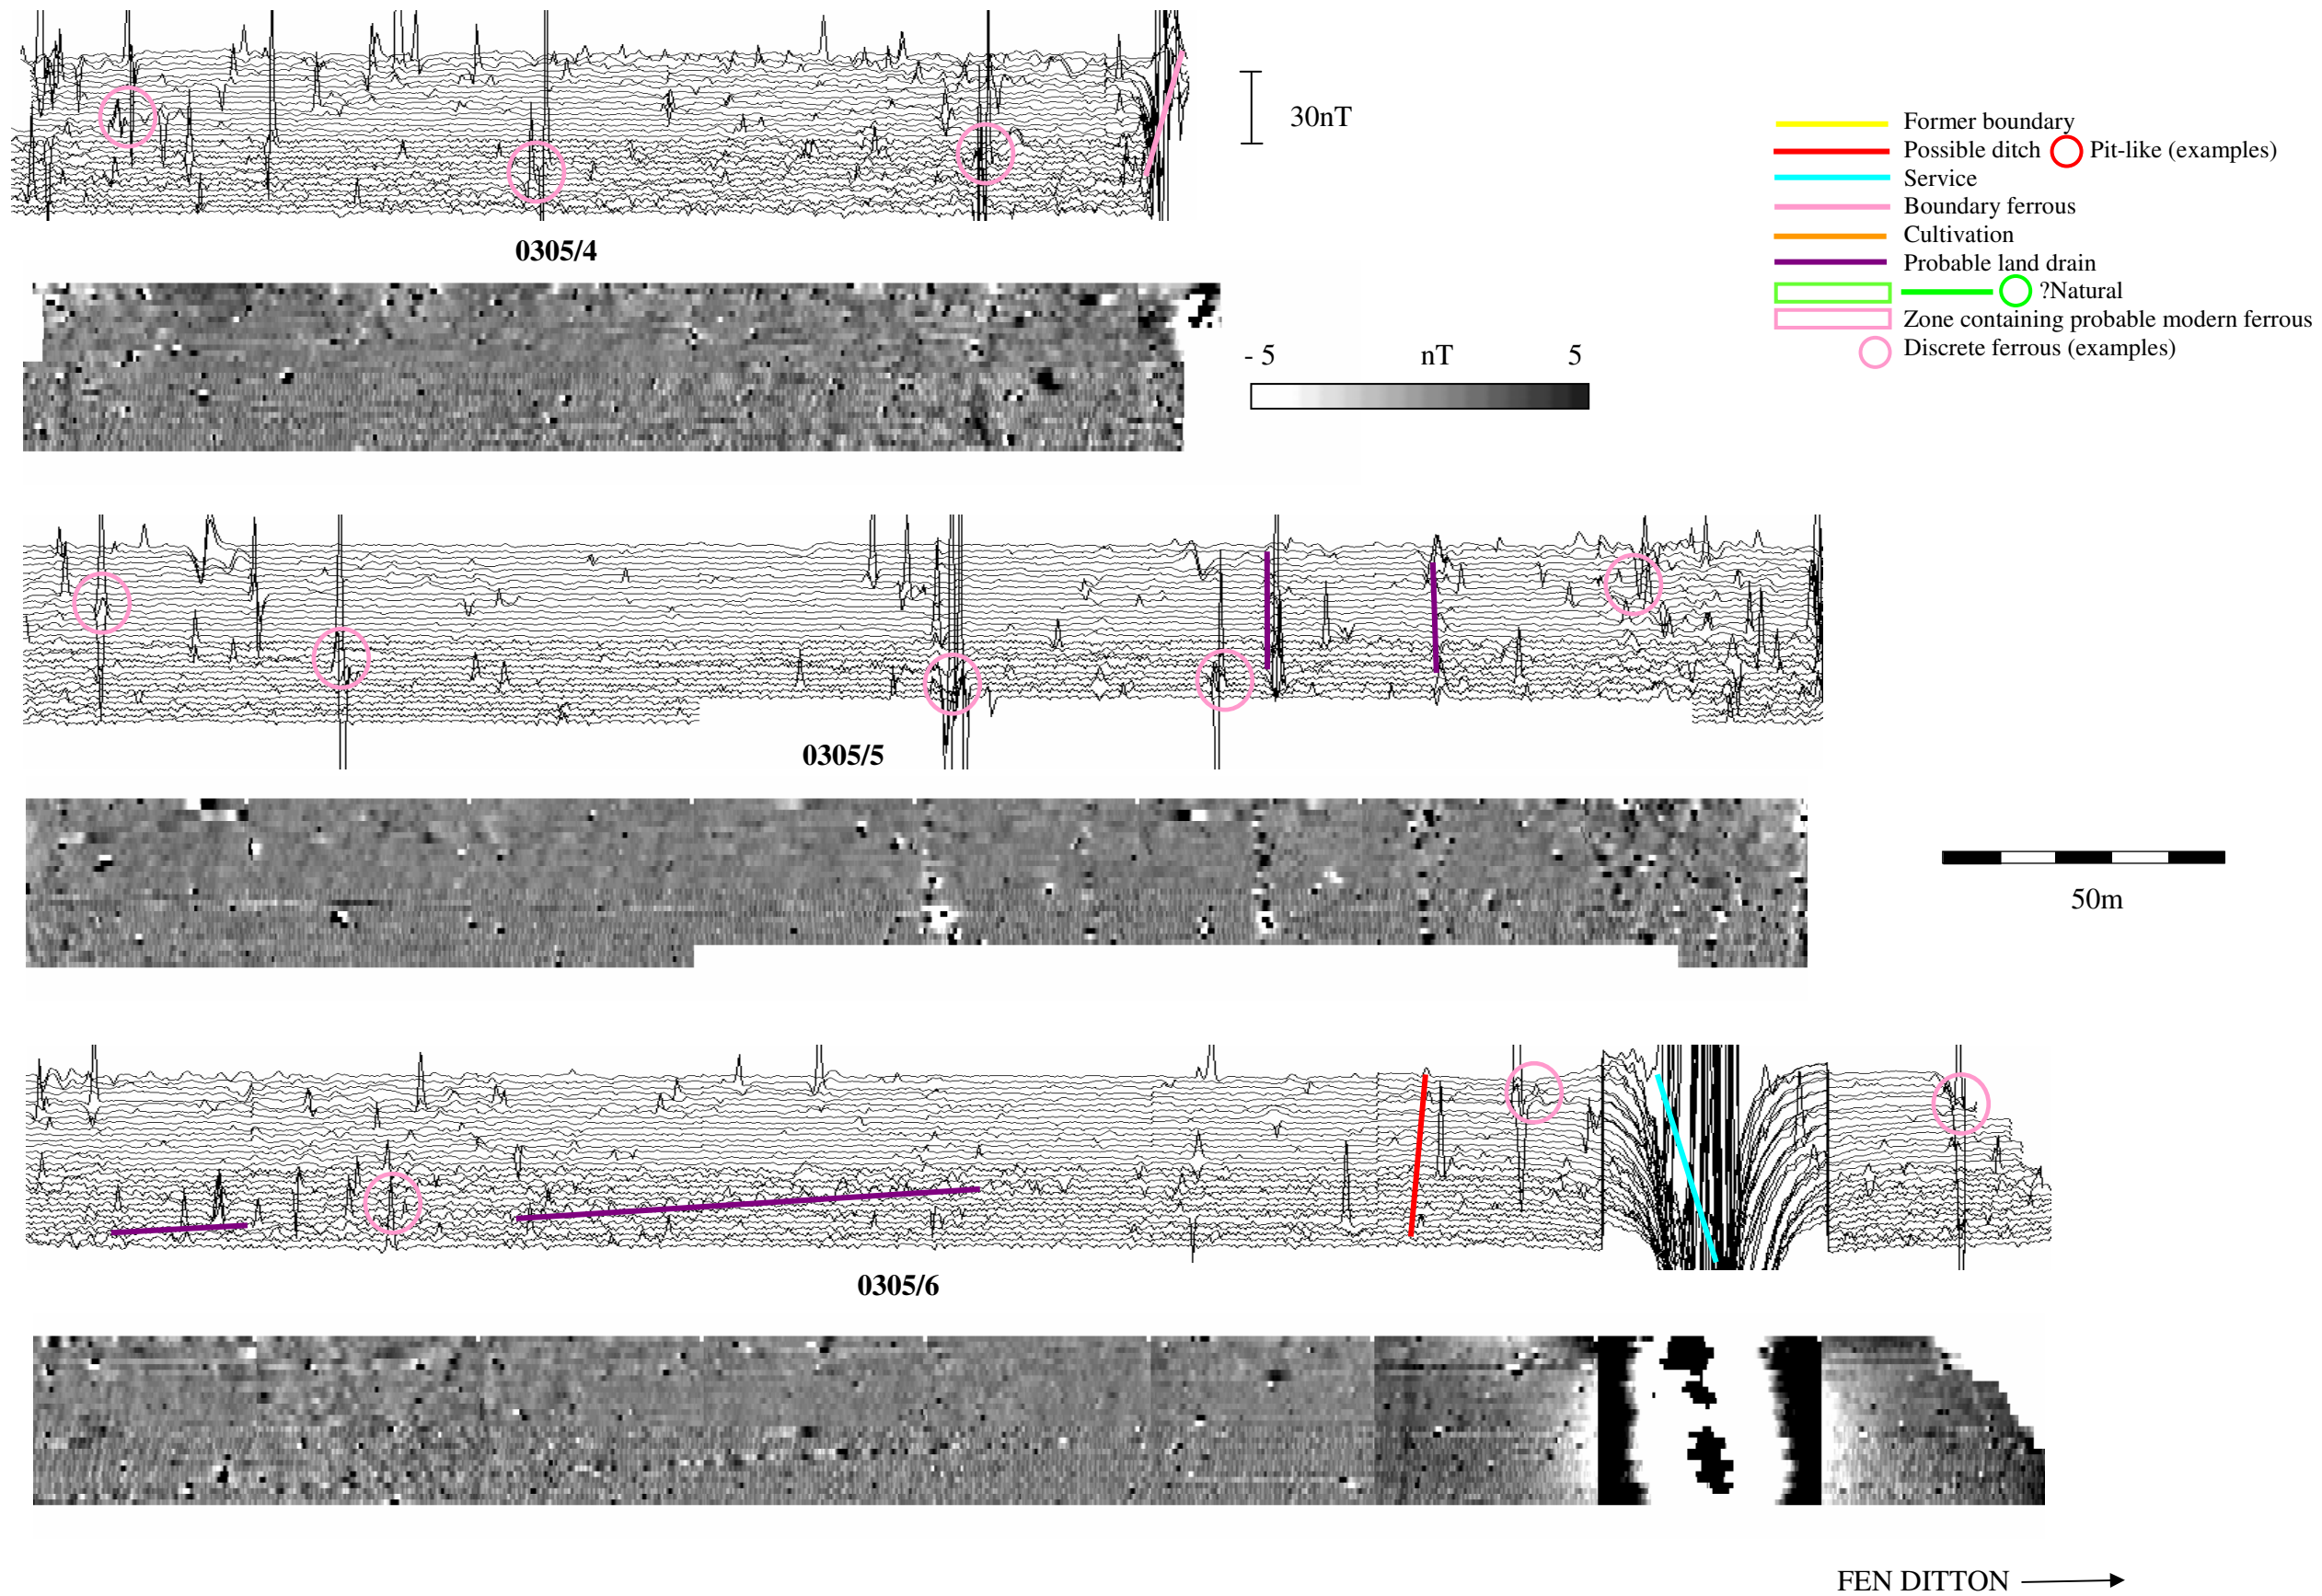 30nT
Former boundary
Possible ditch Pit-like (examples)
Service
Boundary ferrous
Cultivation
Probable land drain
?Natural
Zone containing probable modern ferrous
Discrete ferrous (examples)
0305/4
- 5 nT 5
0305/5
50m
0305/6
FEN DITTON